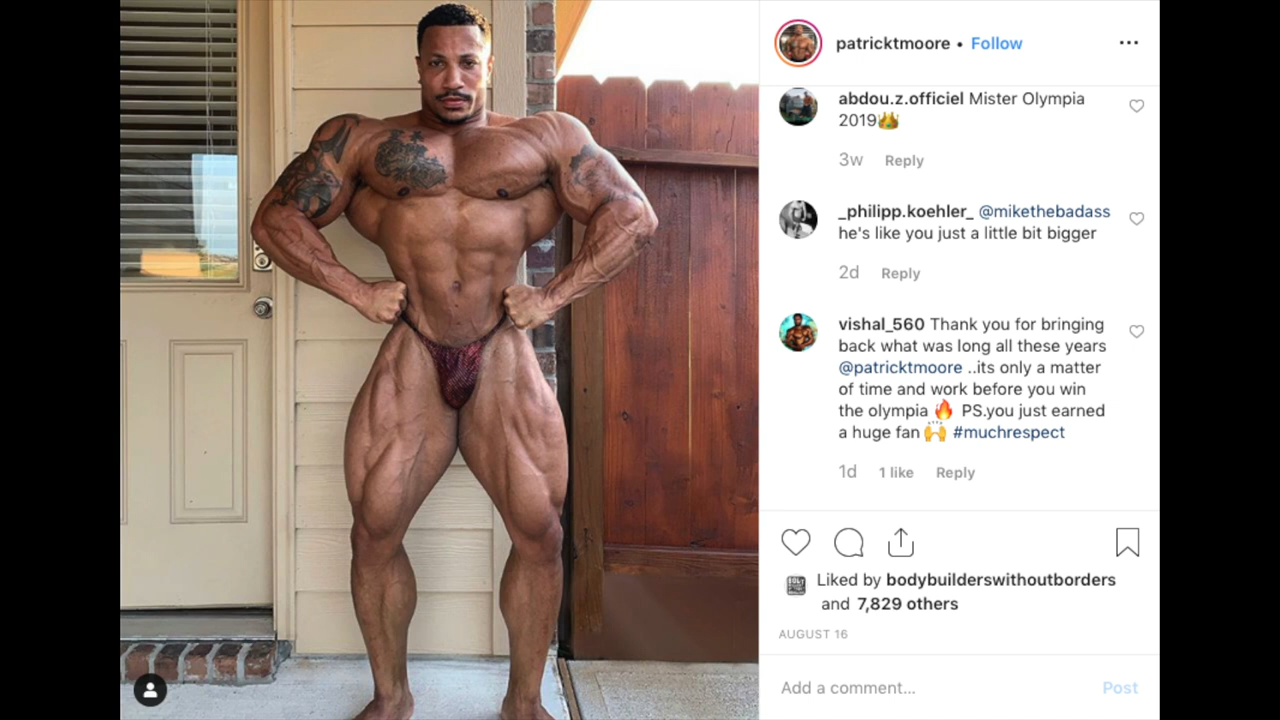 patricktmoore • Follow
abdou.z.officiel Mister Olympia
2019👑
3w Reply
_philipp.koehler_ @mikethebadass
he's like you just a little bit bigger
2d Reply
vishal_560 Thank you for bringing
back what was long all these years
@patricktmoore ..its only a matter
of time and work before you win
the olympia 🔥 PS.you just earned
a huge fan 🙌 #muchrespect
1d 1 like Reply
Liked by bodybuilderswithoutborders
and 7,829 others
AUGUST 16
Add a comment... Post